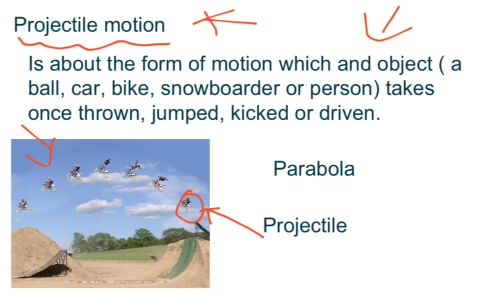 Projectile motion
Is about the form of motion which and object ( a
ball, car, bike, snowboarder or person) takes
once thrown, jumped, kicked or driven.
Parabola
Projectile